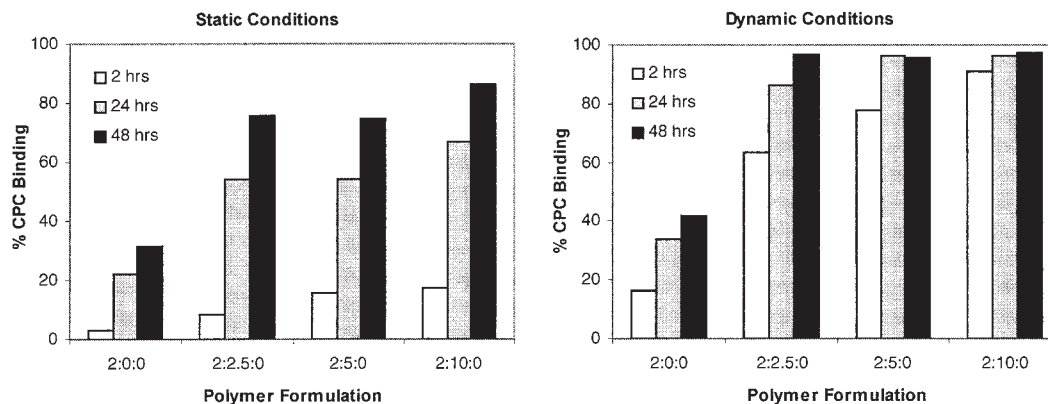 Static Conditions
100
80
60
40
20
0
% CPC Binding
2 hrs
24 hrs
48 hrs
2:0:0
2:2.5:0
2:5:0
2:10:0
Polymer Formulation
Dynamic Conditions
100
80
60
40
20
0
% CPC Binding
2 hrs
24 hrs
48 hrs
2:0:0
2:2.5:0
2:5:0
2:10:0
Polymer Formulation